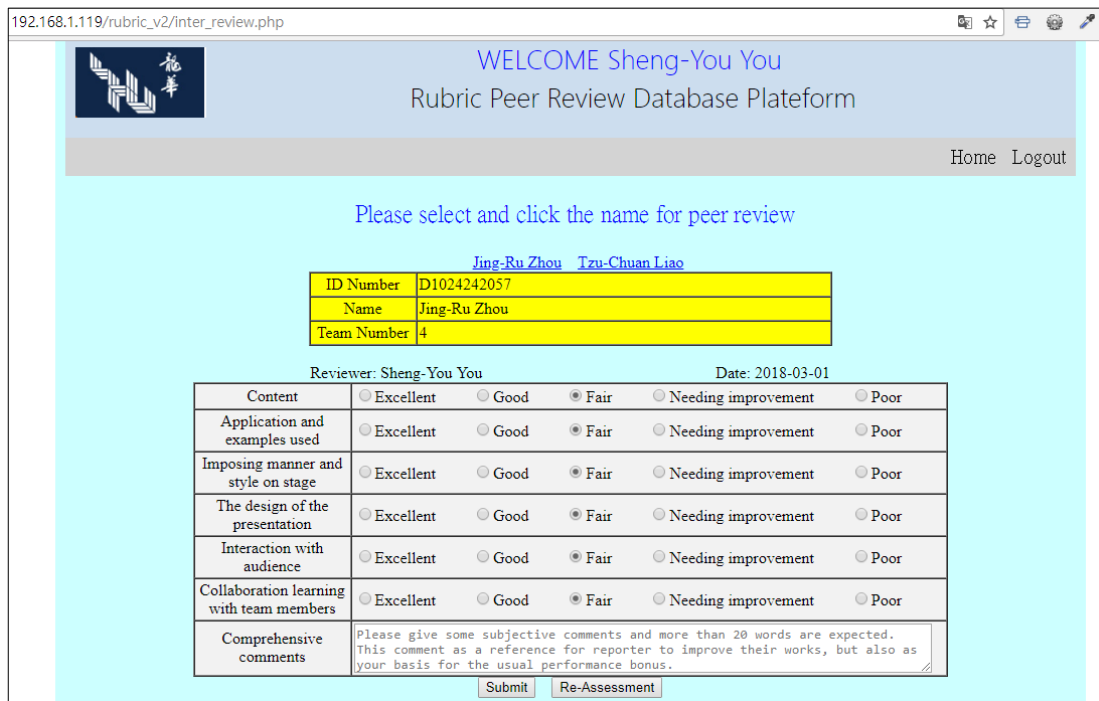 192.168.1.119/rubric_v2/inter_review.php
龍華
WELCOME Sheng-You You
Rubric Peer Review Database Plateform
Home Logout
Please select and click the name for peer review
Jing-Ru Zhou Tzu-Chuan Liao
ID Number D1024242057
Name Jing-Ru Zhou
Team Number 4
Reviewer: Sheng-You You Date: 2018-03-01
Content Excellent Good Fair Needing improvement Poor
Application and
examples used Excellent Good Fair Needing improvement Poor
Imposing manner and
style on stage Excellent Good Fair Needing improvement Poor
The design of the
presentation Excellent Good Fair Needing improvement Poor
Interaction with
audience Excellent Good Fair Needing improvement Poor
Collaboration learning
with team members Excellent Good Fair Needing improvement Poor
Comprehensive
comments
Please give some subjective comments and more than 20 words are expected.
This comment as a reference for reporter to improve their works, but also as
your basis for the usual performance bonus.
Submit Re-Assessment